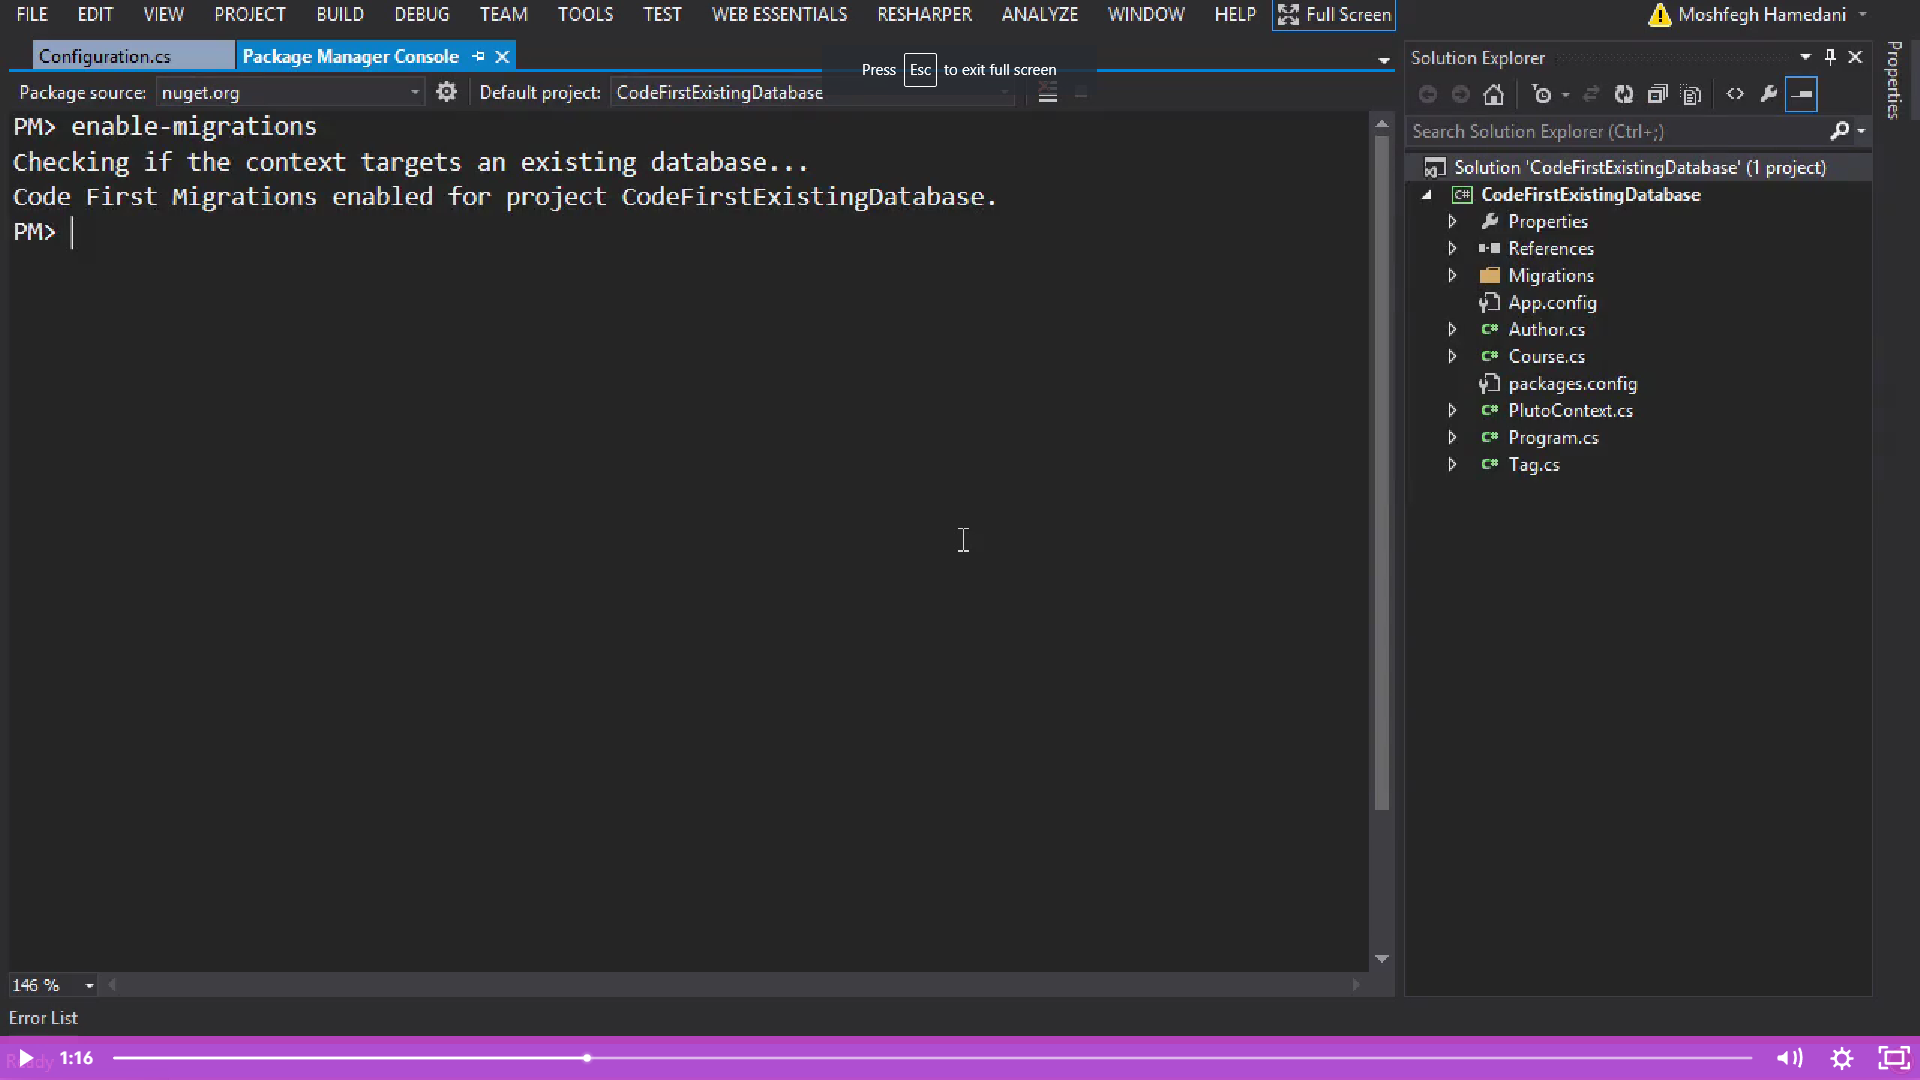 FILE EDIT VIEW PROJECT BUILD DEBUG TEAM TOOLS TEST WEB ESSENTIALS RESHARPER ANALYZE WINDOW HELP Full Screen Moshfegh Hamedani
Configuration.cs Package Manager Console
Press Esc to exit full screen
Package source: nuget.org Default project: CodeFirstExistingDatabase
PM> enable-migrations
Checking if the context targets an existing database...
Code First Migrations enabled for project CodeFirstExistingDatabase.
PM>
146 %
Error List
Solution Explorer
Search Solution Explorer (Ctrl+;)
Solution 'CodeFirstExistingDatabase' (1 project)
CodeFirstExistingDatabase
Properties
References
Migrations
App.config
Author.cs
Course.cs
packages.config
PlutoContext.cs
Program.cs
Tag.cs
Properties
Ready
1:16